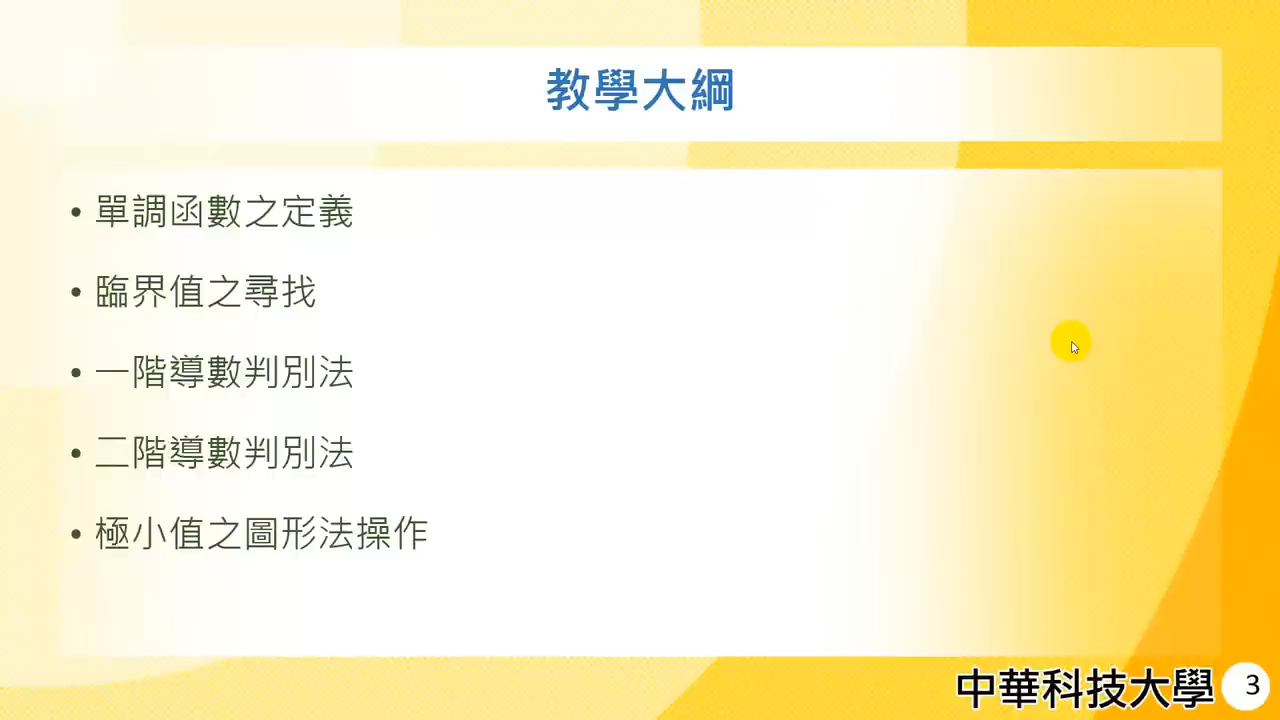 教學大綱
• 單調函數之定義
• 臨界值之尋找
• 一階導數判別法
• 二階導數判別法
• 極小值之圖形法操作
中華科技大學 3